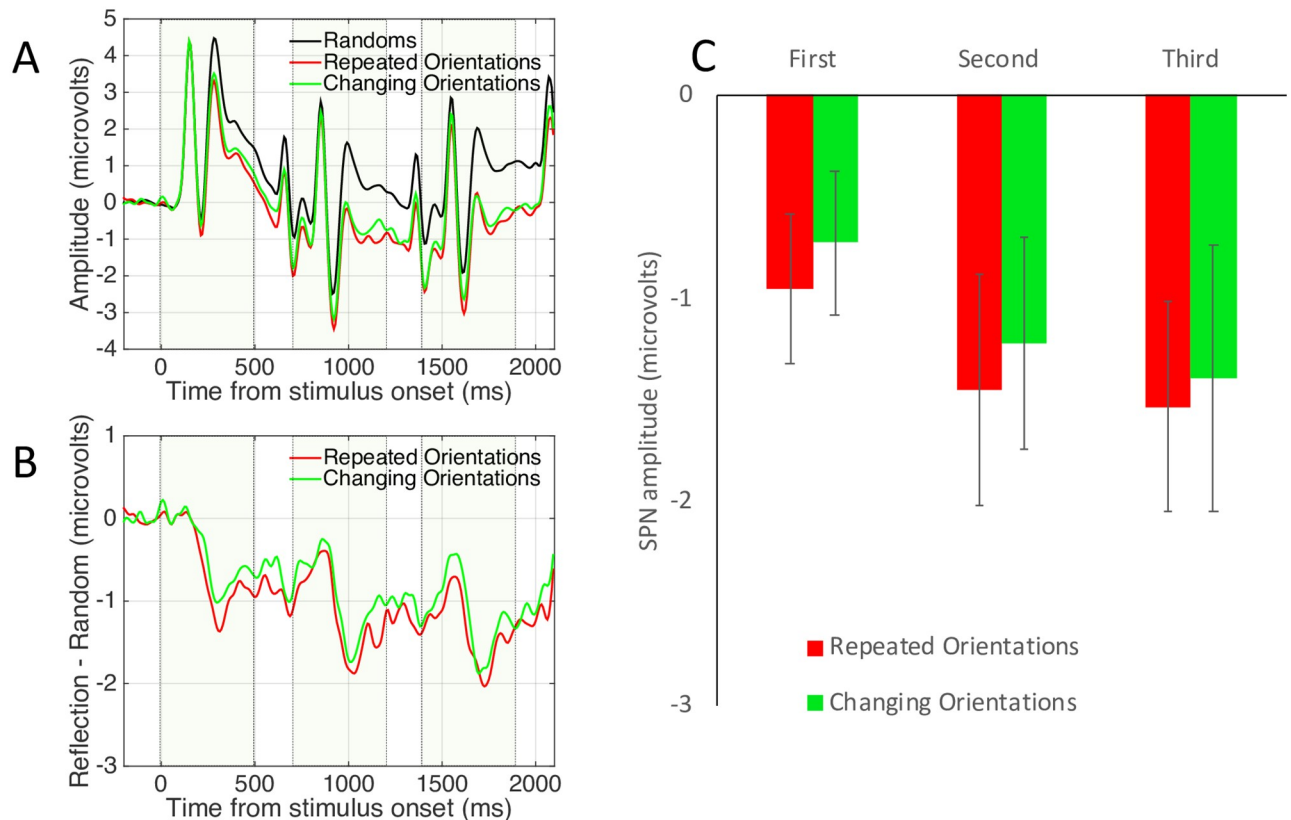 A
5
4
3
2
1
0
-1
-2
-3
-4
Amplitude (microvolts)
Randoms
Repeated Orientations
Changing Orientations
0 500 1000 1500 2000
Time from stimulus onset (ms)
B
1
0
-1
-2
-3
Reflection - Random (microvolts)
Repeated Orientations
Changing Orientations
0 500 1000 1500 2000
Time from stimulus onset (ms)
C
First Second Third
0
-1
-2
-3
SPN amplitude (microvolts)
Repeated Orientations
Changing Orientations